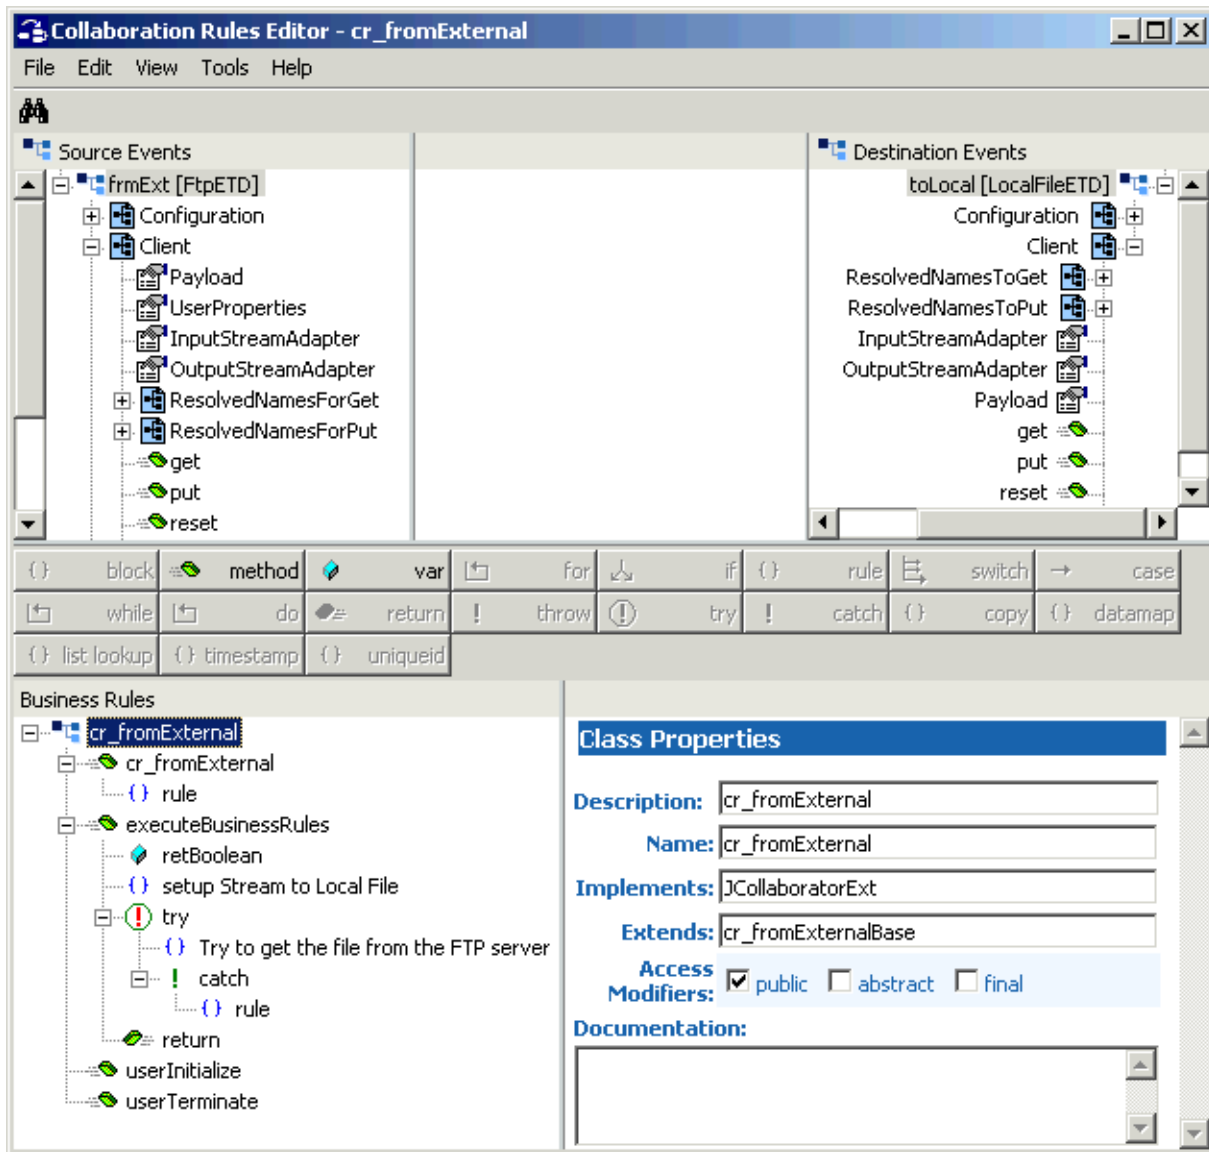 Collaboration Rules Editor - cr_fromExternal
File Edit View Tools Help
Source Events
frmExt [FtpETD]
Configuration
Client
Payload
UserProperties
InputStreamAdapter
OutputStreamAdapter
ResolvedNamesForGet
ResolvedNamesForPut
get
put
reset
Destination Events
toLocal [LocalFileETD]
Configuration
Client
ResolvedNamesToGet
ResolvedNamesToPut
InputStreamAdapter
OutputStreamAdapter
Payload
get
put
reset
{} block method var for if {} rule switch case
while do return ! throw try ! catch {} copy {} datamap
{} list lookup {} timestamp {} uniqueid
Business Rules
cr_fromExternal
cr_fromExternal
{} rule
executeBusinessRules
retBoolean
{} setup Stream to Local File
try
{} Try to get the file from the FTP server
! catch
{} rule
return
userInitialize
userTerminate
Class Properties
Description: cr_fromExternal
Name: cr_fromExternal
Implements: JCollaboratorExt
Extends: cr_fromExternalBase
Access Modifiers: public abstract final
Documentation: